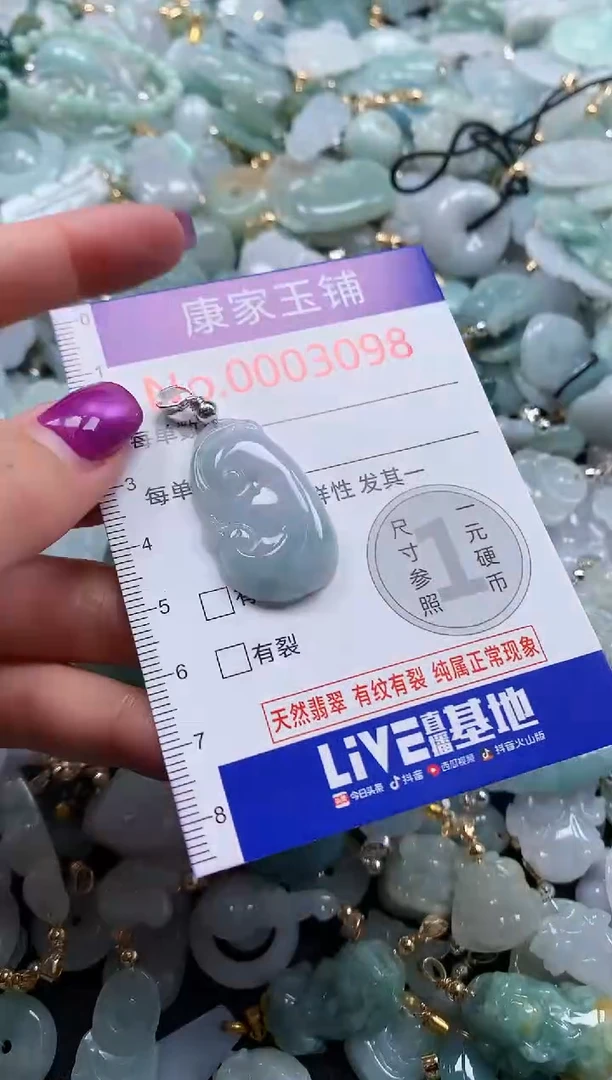 康家玉铺
No.0003098
每单数
每单 样性 发其一
有
有裂
尺寸参照
1
一元硬币
天然翡翠 有纹有裂 纯属正常现象
LiVE直播基地
今日头条 抖音 西瓜视频 抖音火山版
0
1
3
4
5
6
7
8